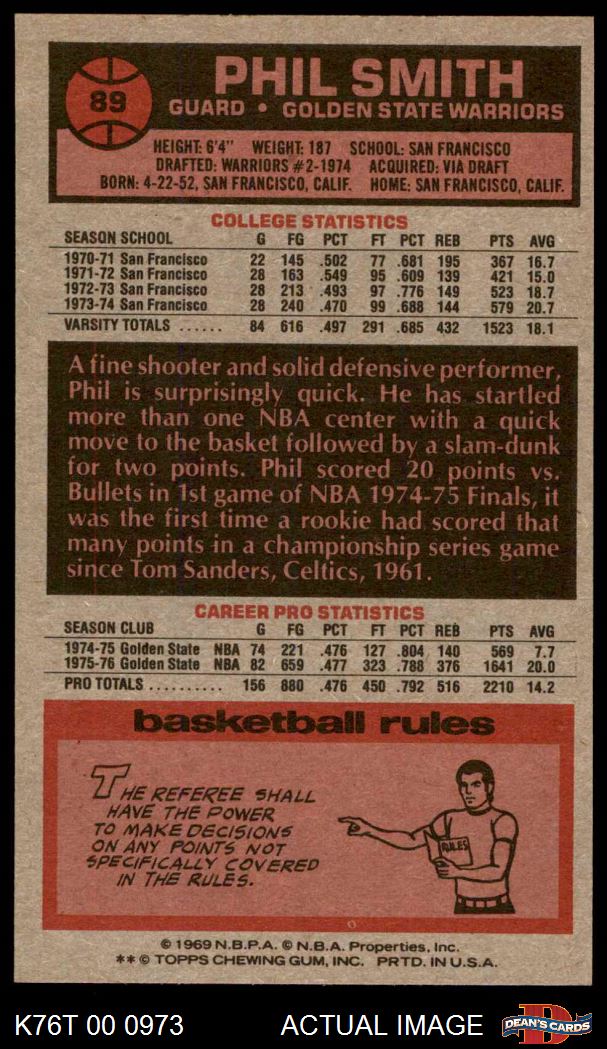 89
PHIL SMITH
GUARD • GOLDEN STATE WARRIORS
HEIGHT: 6'4" WEIGHT: 187 SCHOOL: SAN FRANCISCO
DRAFTED: WARRIORS #2-1974 ACQUIRED: VIA DRAFT
BORN: 4-22-52, SAN FRANCISCO, CALIF. HOME: SAN FRANCISCO, CALIF.
COLLEGE STATISTICS
SEASON SCHOOL G FG PCT FT PCT REB PTS AVG
1970-71 San Francisco 22 145 .502 77 .681 195 367 16.7
1971-72 San Francisco 28 163 .549 95 .609 139 421 15.0
1972-73 San Francisco 28 213 .493 97 .776 149 523 18.7
1973-74 San Francisco 28 240 .470 99 .688 144 579 20.7
VARSITY TOTALS ...... 84 616 .497 291 .685 432 1523 18.1
A fine shooter and solid defensive performer,
Phil is surprisingly quick. He has startled
more than one NBA center with a quick
move to the basket followed by a slam-dunk
for two points. Phil scored 20 points vs.
Bullets in 1st game of NBA 1974-75 Finals, it
was the first time a rookie had scored that
many points in a championship series game
since Tom Sanders, Celtics, 1961.
CAREER PRO STATISTICS
SEASON CLUB G FG PCT FT PCT REB PTS AVG
1974-75 Golden State NBA 74 221 .476 127 .804 140 569 7.7
1975-76 Golden State NBA 82 659 .477 323 .788 376 1641 20.0
PRO TOTALS .......... 156 880 .476 450 .792 516 2210 14.2
basketball rules
THE REFEREE SHALL
HAVE THE POWER
TO MAKE DECISIONS
ON ANY POINTS NOT
SPECIFICALLY COVERED
IN THE RULES.
RULES
© 1969 N.B.P.A. © N.B.A. Properties, Inc.
** © TOPPS CHEWING GUM, INC. PRTD. IN U.S.A.
K76T 00 0973 ACTUAL IMAGE
D
DEAN'S CARDS